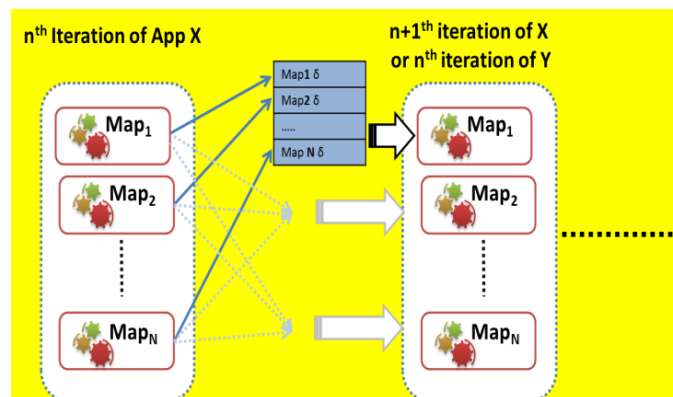 nth Iteration of App X
n+1th iteration of X
or nth iteration of Y
Map1 δ
Map2 δ
.....
Map N δ
Map1
Map2
MapN
Map1
Map2
MapN